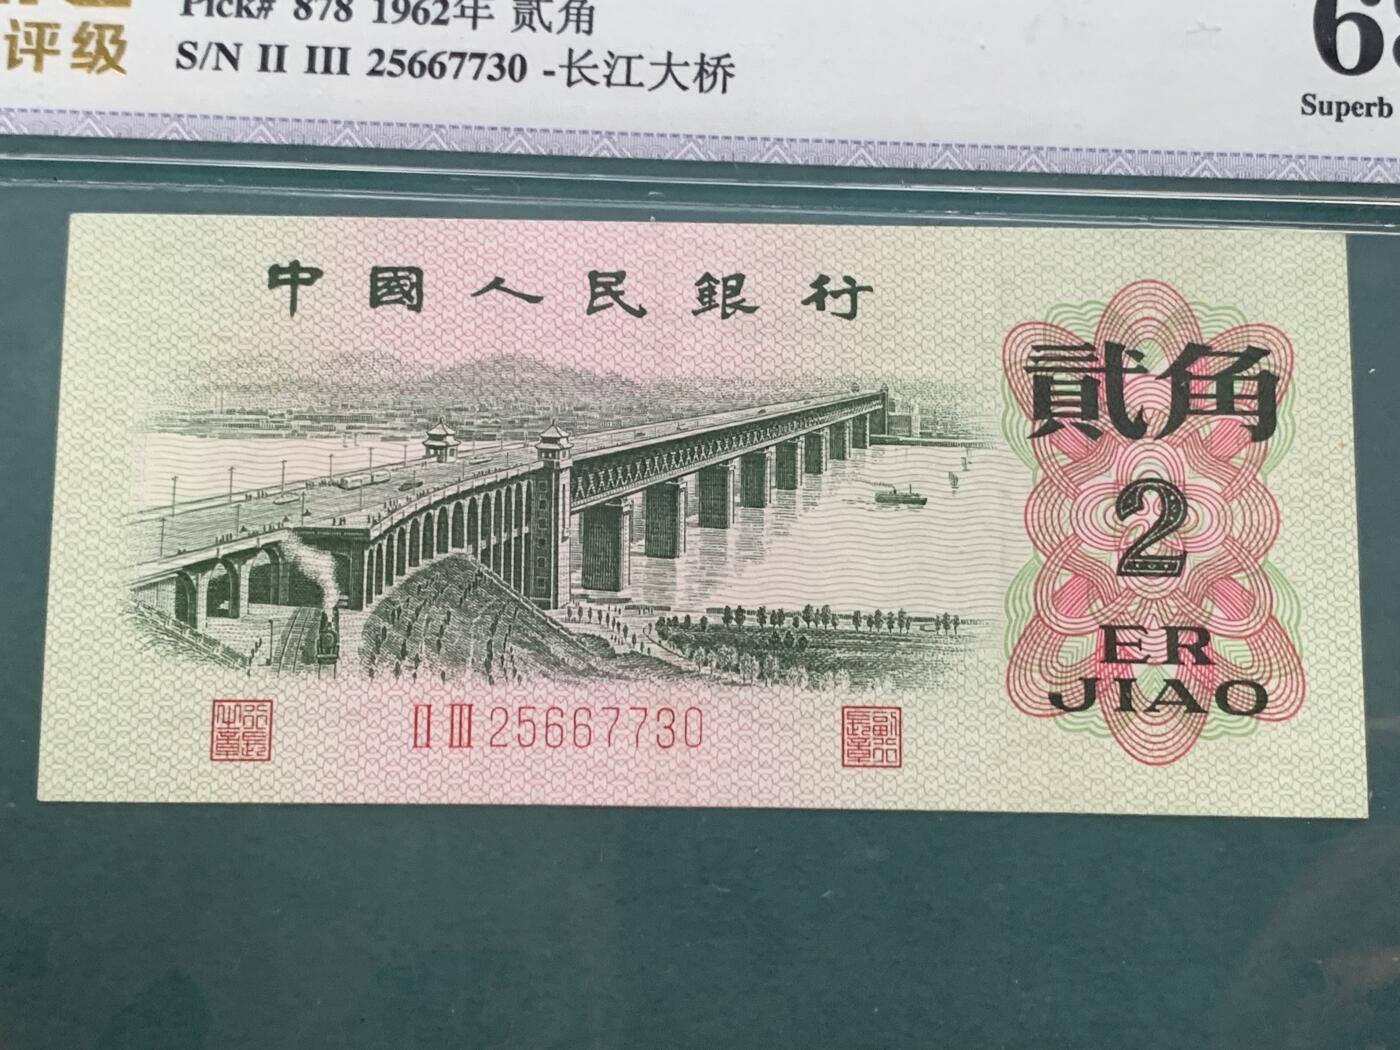 Pick# 878 1962年 贰角
评级
S/N II III 25667730 -长江大桥
Superb
中國人民銀行
貳角
2
ER
JIAO
II III 25667730